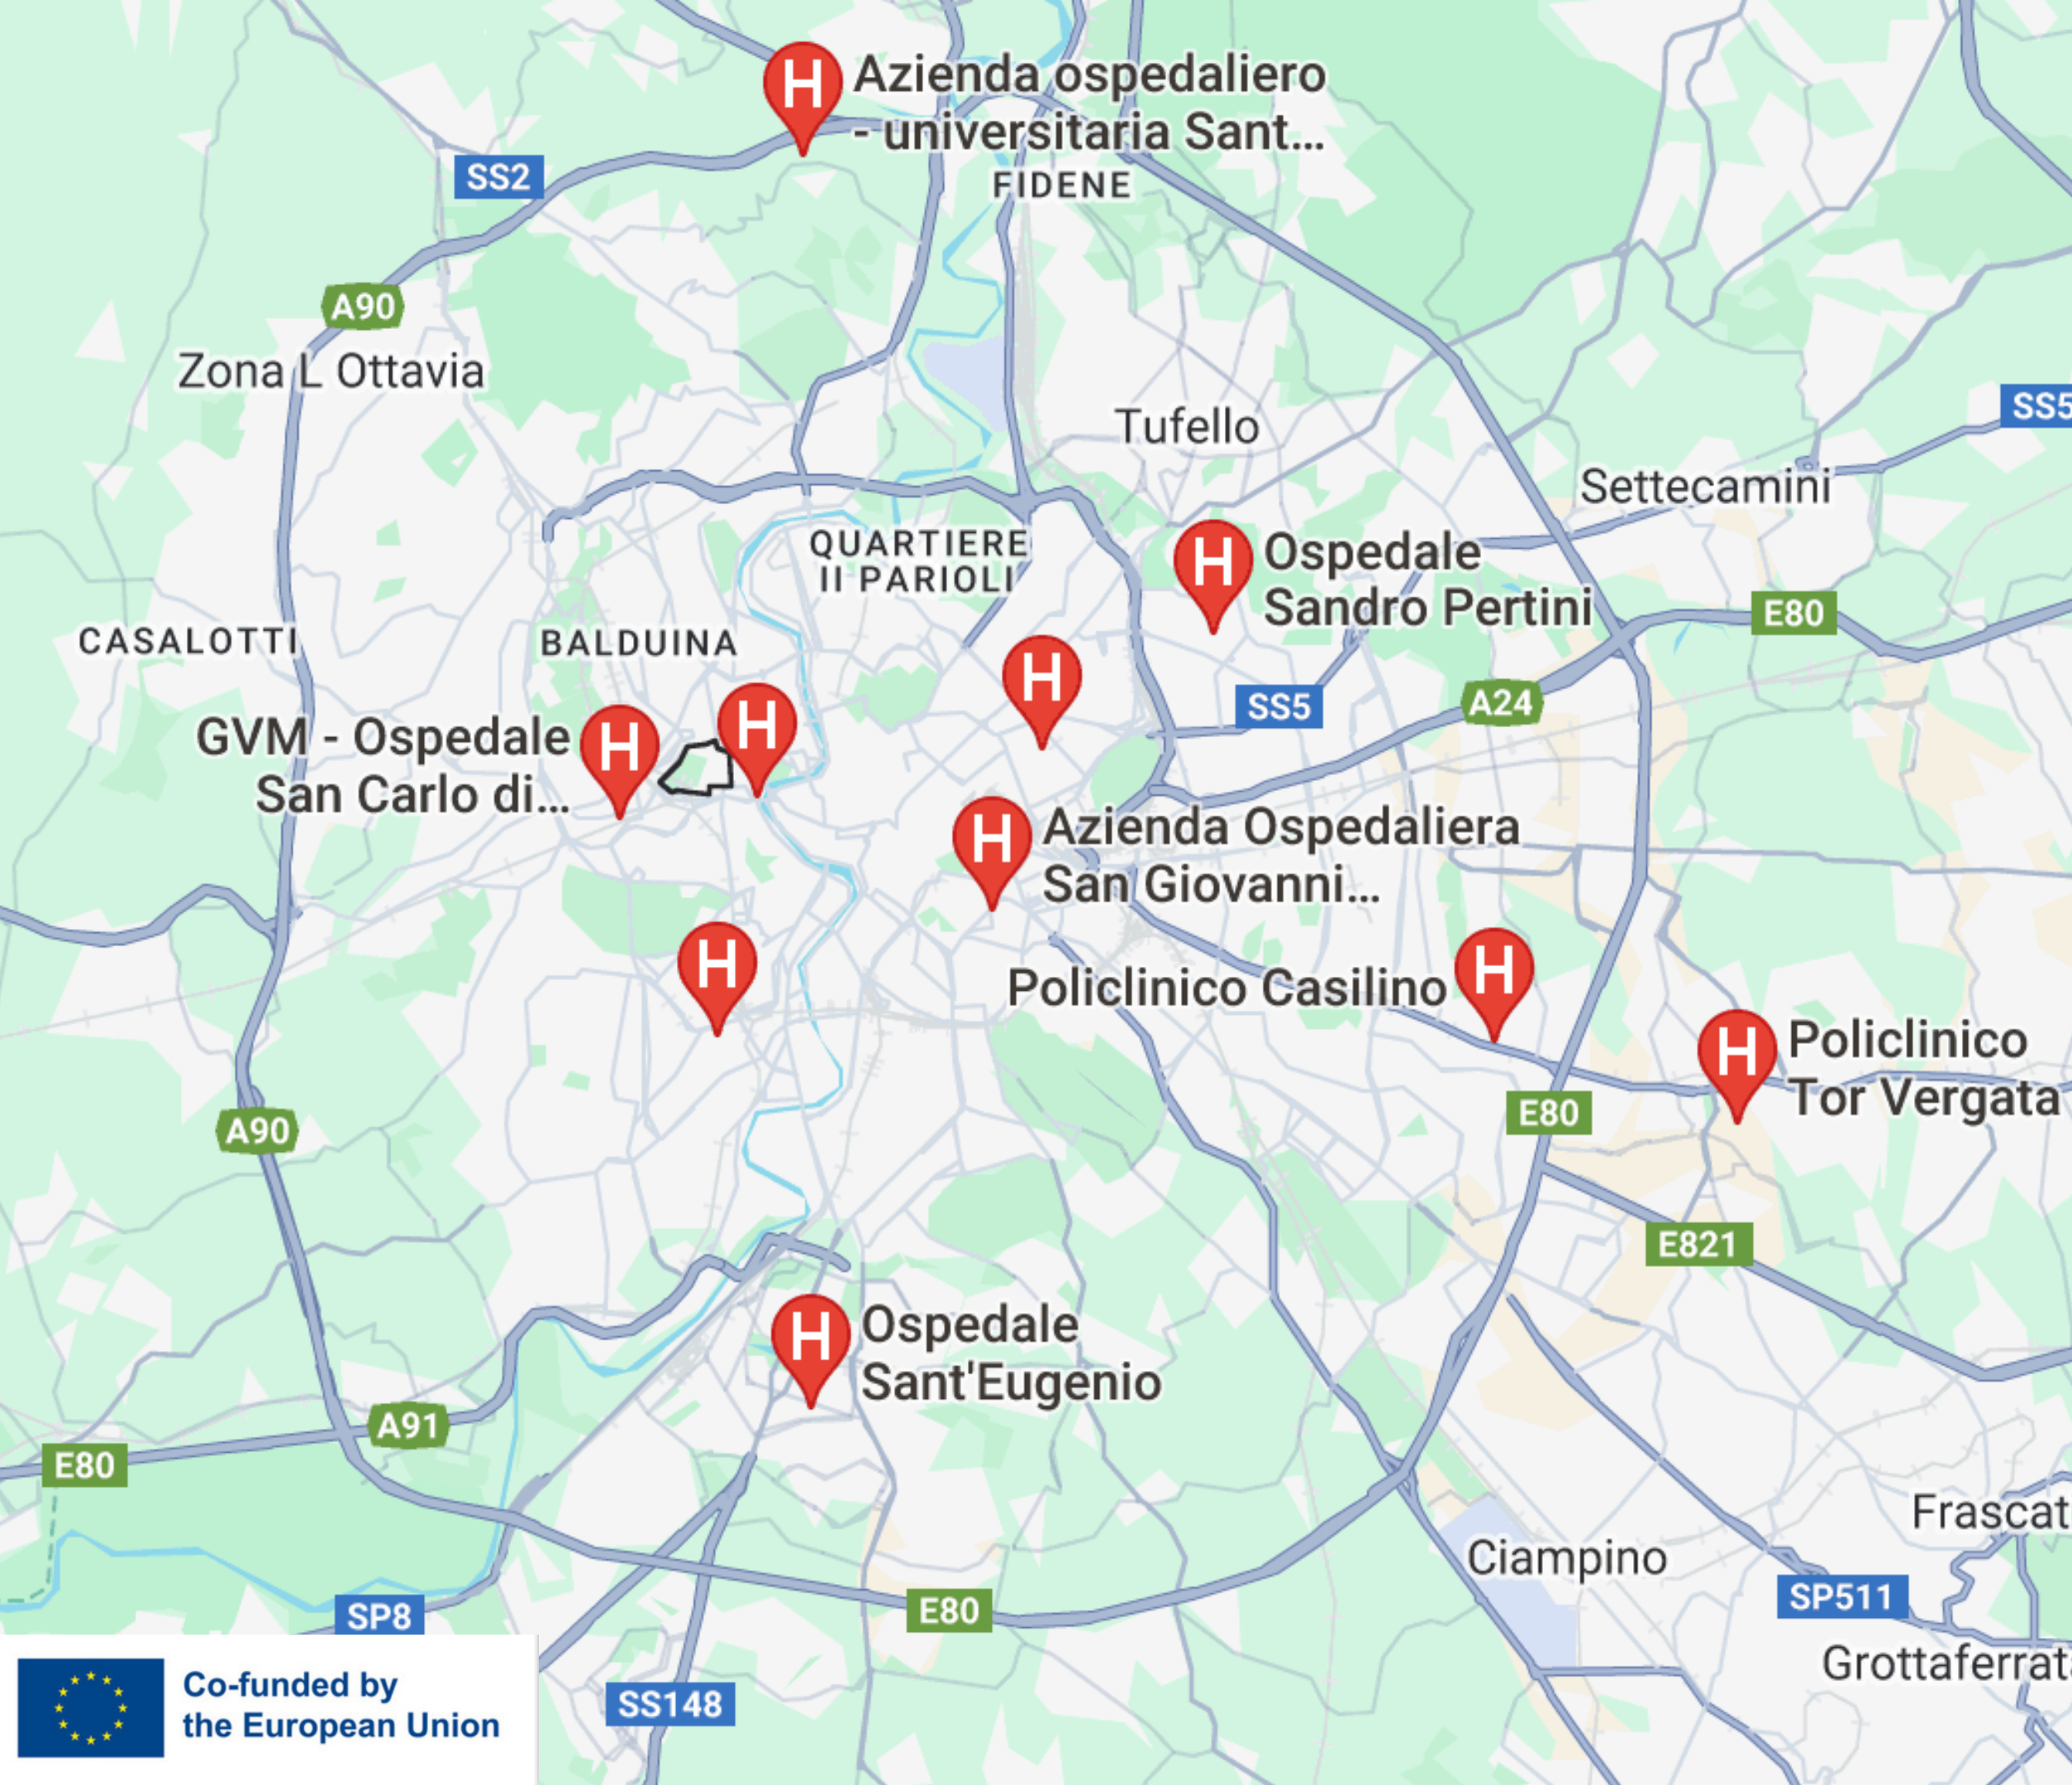 H
Azienda ospedaliero
- universitaria Sant...
SS2
FIDENE
A90
Zona L Ottavia
SS5
Tufello
Settecamini
QUARTIERE
II PARIOLI
H
Ospedale
Sandro Pertini
E80
CASALOTTI
BALDUINA
H
SS5
A24
GVM - Ospedale
San Carlo di...
H
H
H
Azienda Ospedaliera
San Giovanni...
H
Policlinico Casilino
H
H
Policlinico
Tor Vergata
A90
E80
E821
H
Ospedale
Sant'Eugenio
A91
E80
Frascat
Ciampino
SP8
E80
SP511
Grottaferrat
Co-funded by
the European Union
SS148